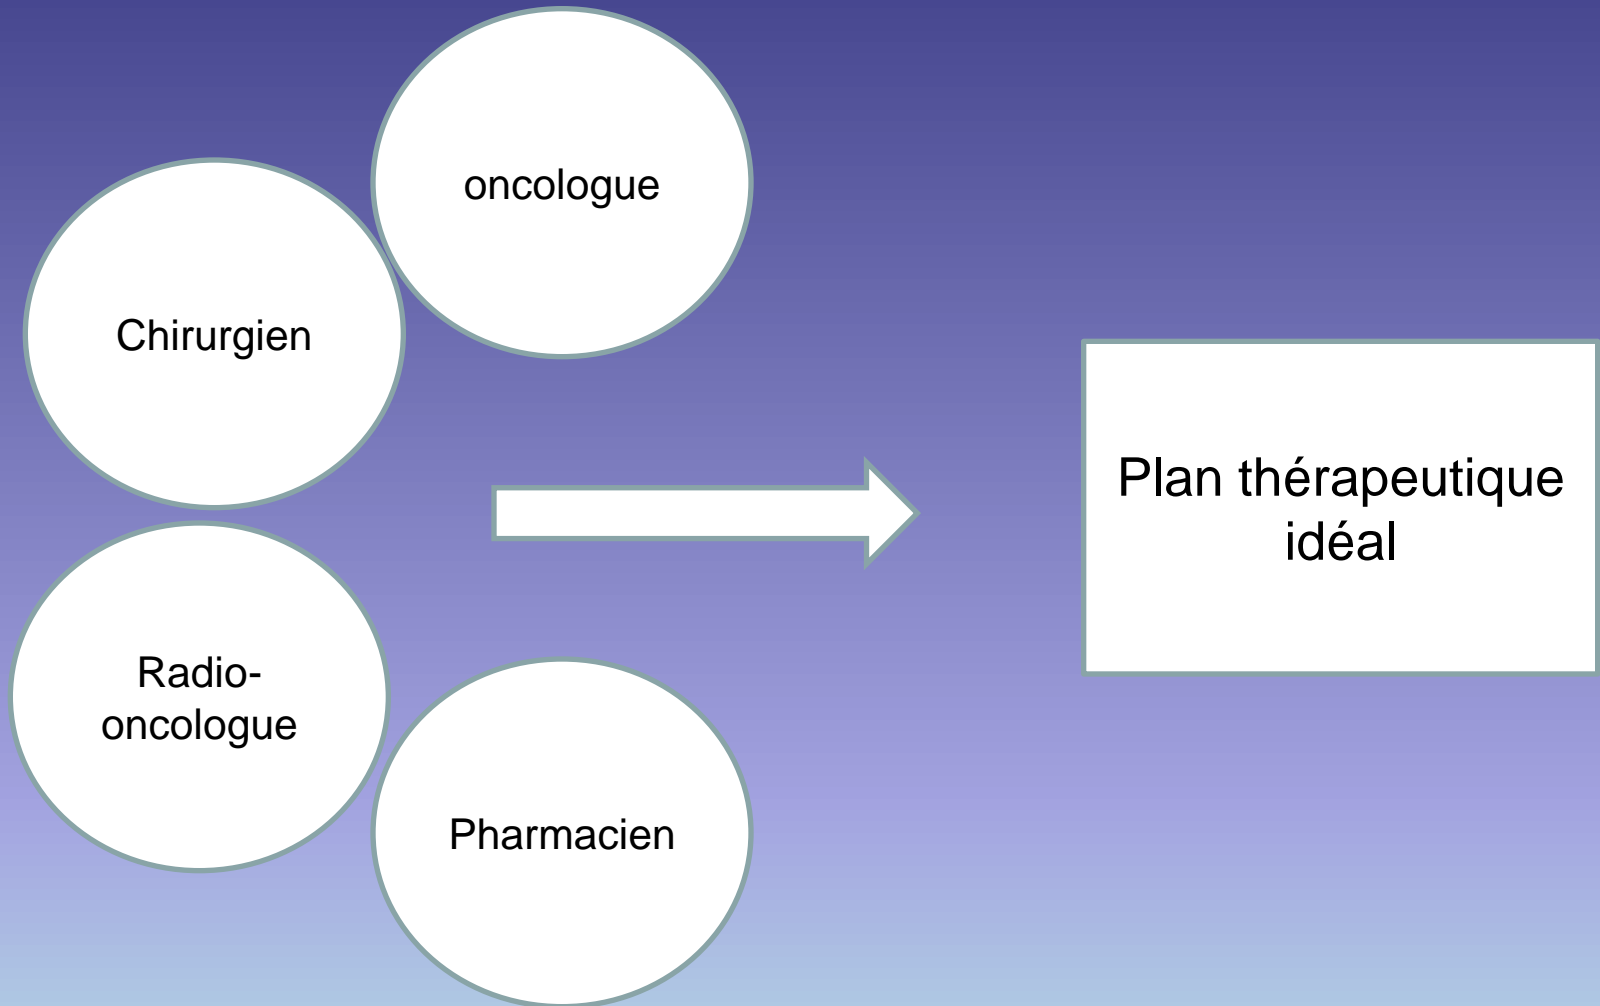 oncologue
Chirurgien
Radio-
oncologue
Pharmacien
Plan thérapeutique
idéal